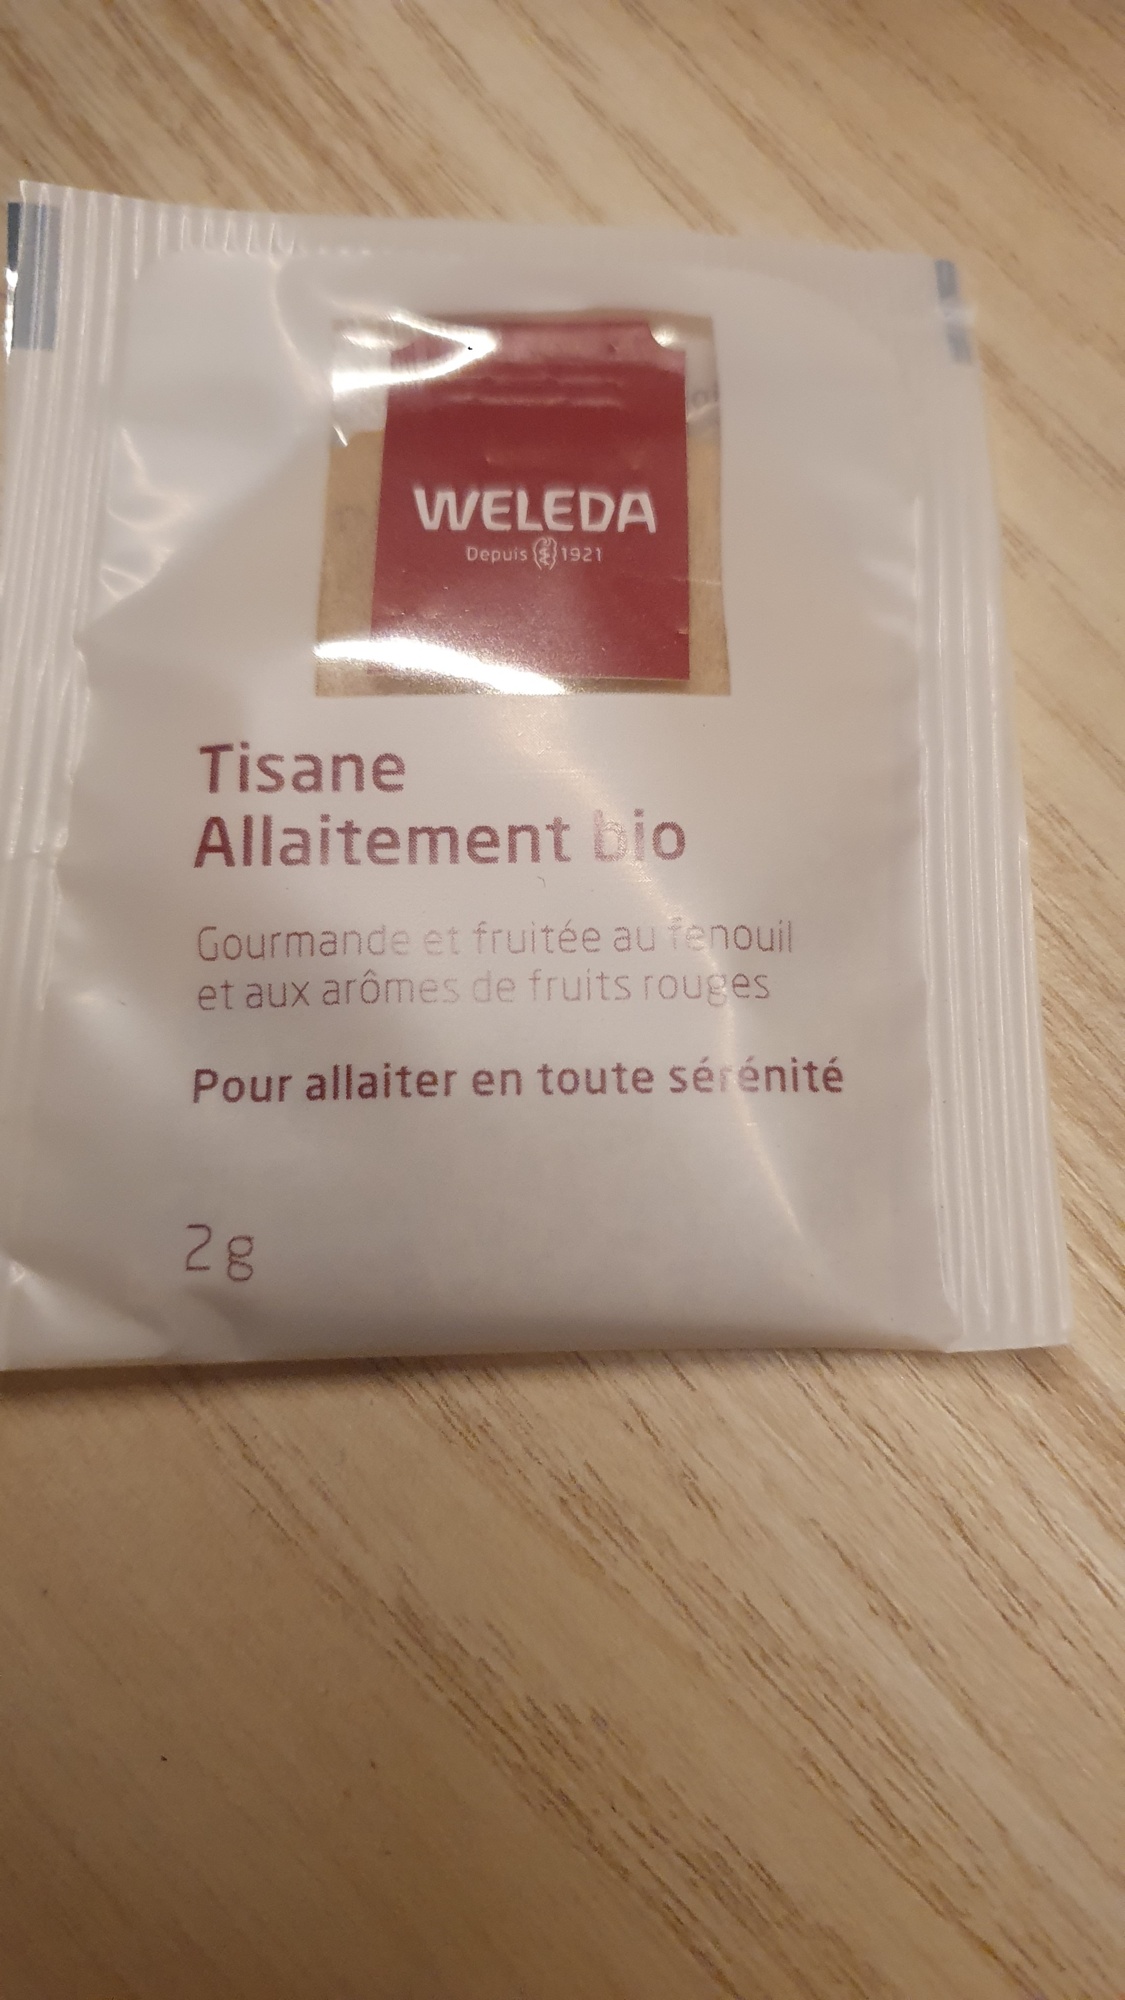 WELEDA
Depuis 1921
Tisane
Allaitement bio
Gourmande et fruitée au fenouil
et aux arômes de fruits rouges
Pour allaiter en toute sérénité
2 g